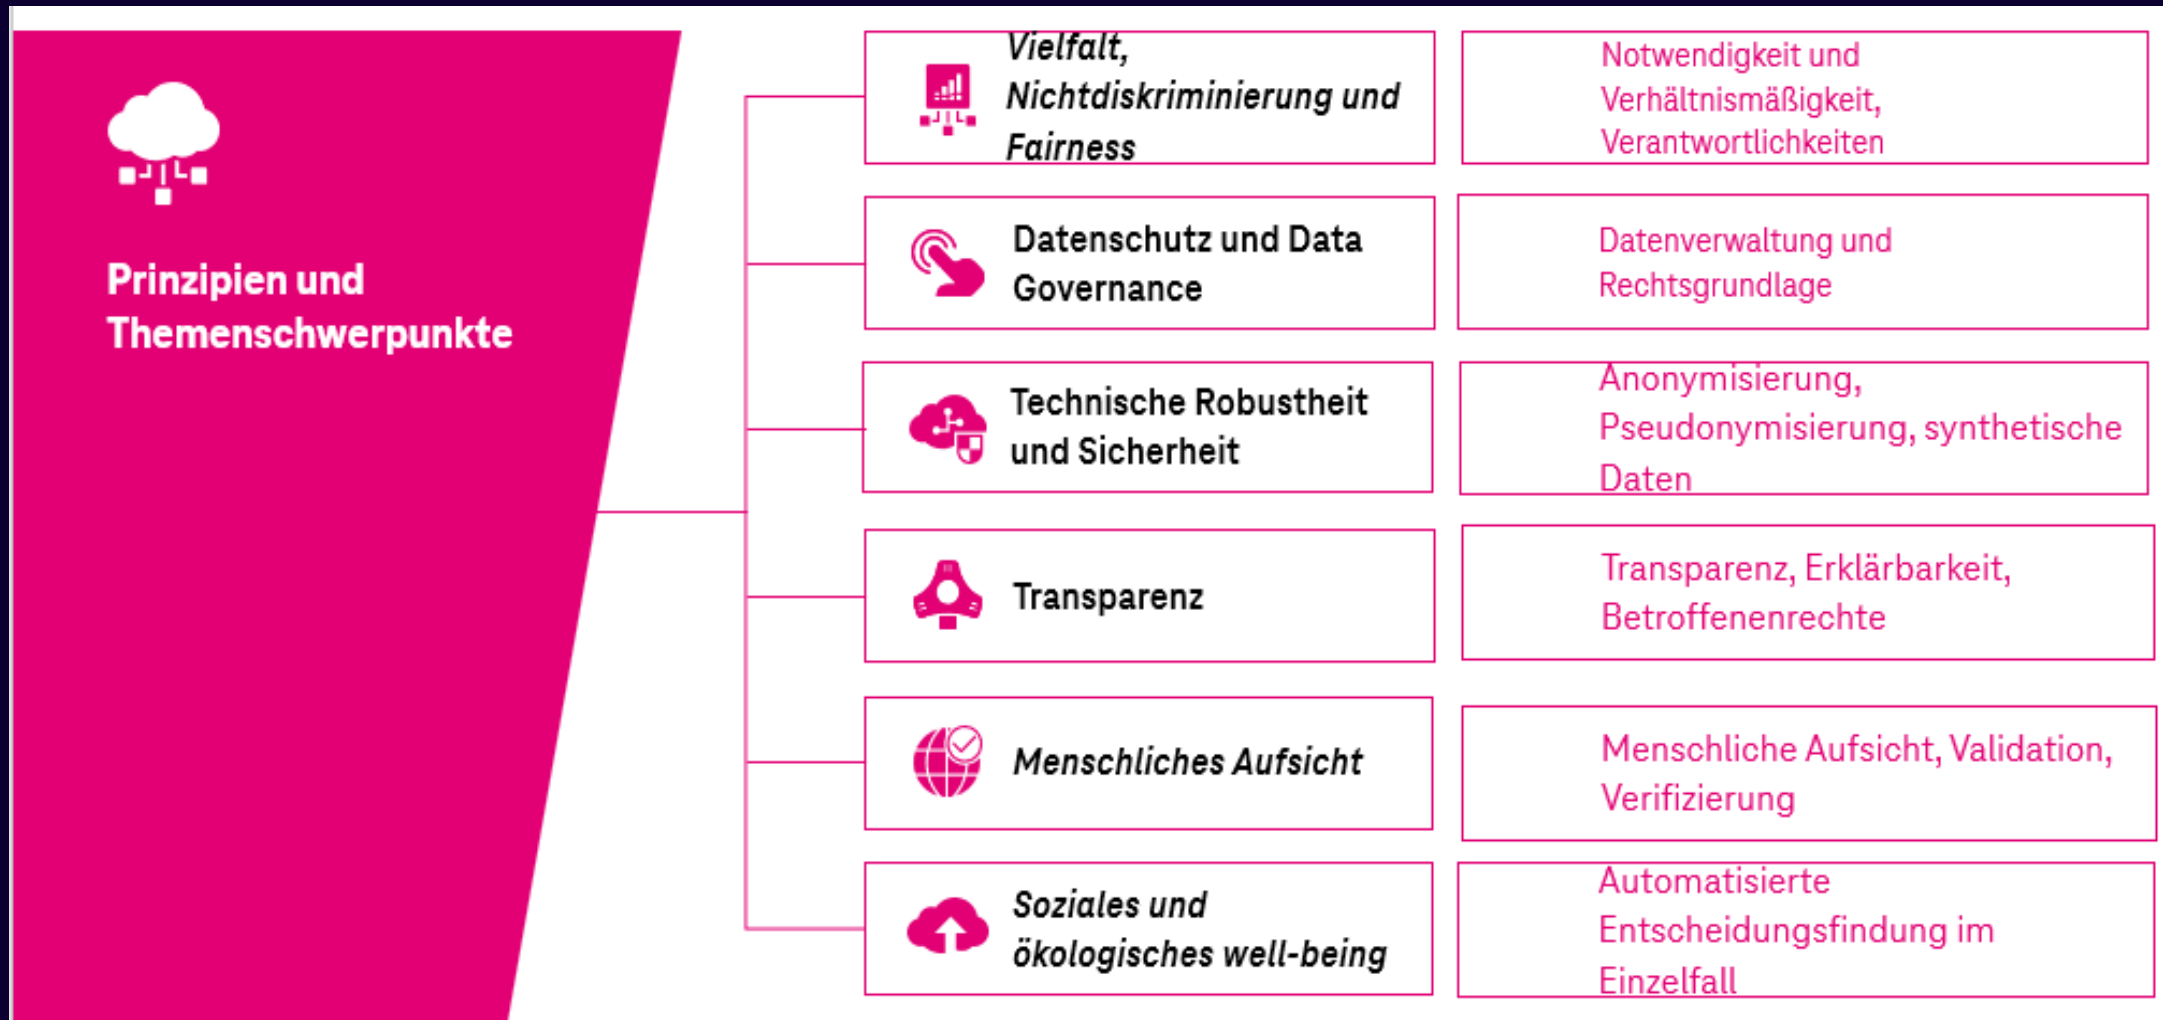 Prinzipien und
Themenschwerpunkte
Vielfalt,
Nichtdiskriminierung und
Fairness
Notwendigkeit und
Verhältnismäßigkeit,
Verantwortlichkeiten
Datenschutz und Data
Governance
Datenverwaltung und
Rechtsgrundlage
Technische Robustheit
und Sicherheit
Anonymisierung,
Pseudonymisierung, synthetische
Daten
Transparenz
Transparenz, Erklärbarkeit,
Betroffenenrechte
Menschliches Aufsicht
Menschliche Aufsicht, Validation,
Verifizierung
Soziales und
ökologisches well-being
Automatisierte
Entscheidungsfindung im
Einzelfall